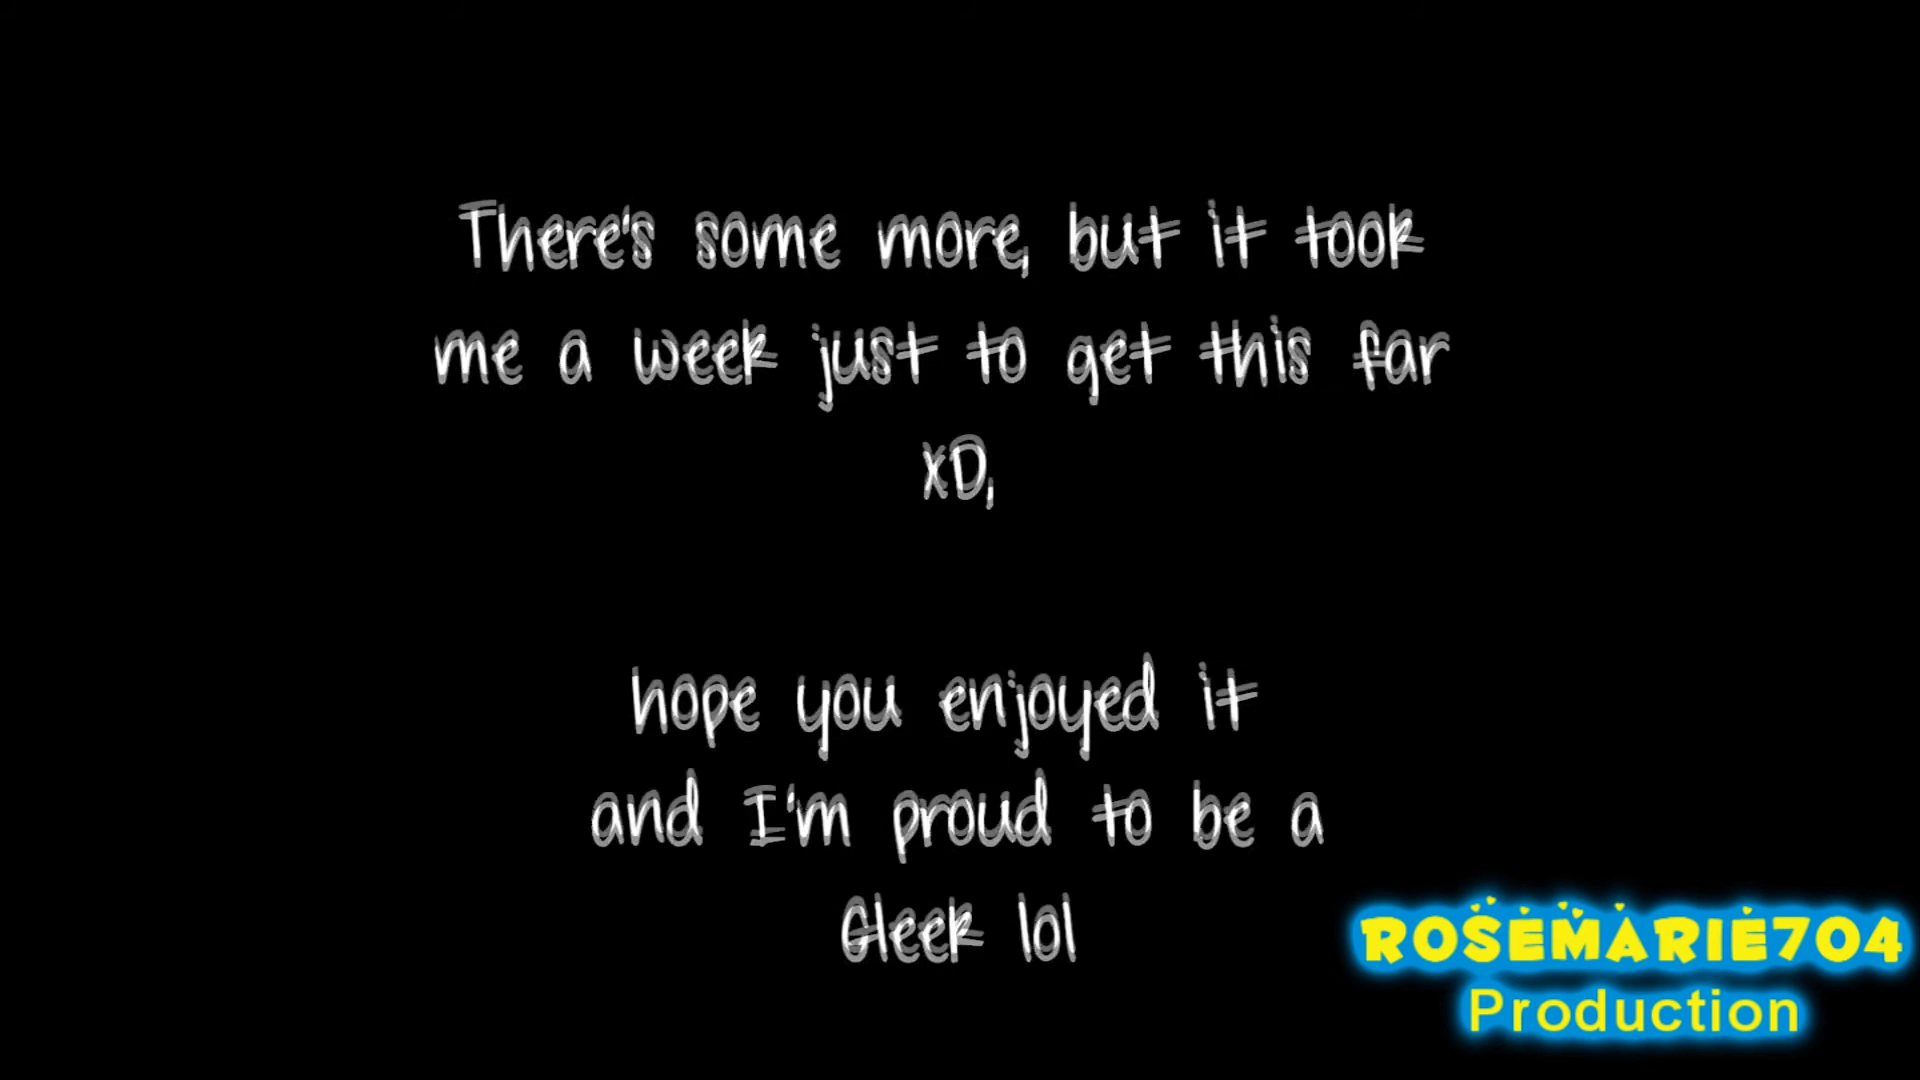 There's some more, but it took
me a week just to get this far
XD,
hope you enjoyed it
and I'm proud to be a
Gleek lol
ROSEMARIE704
Production